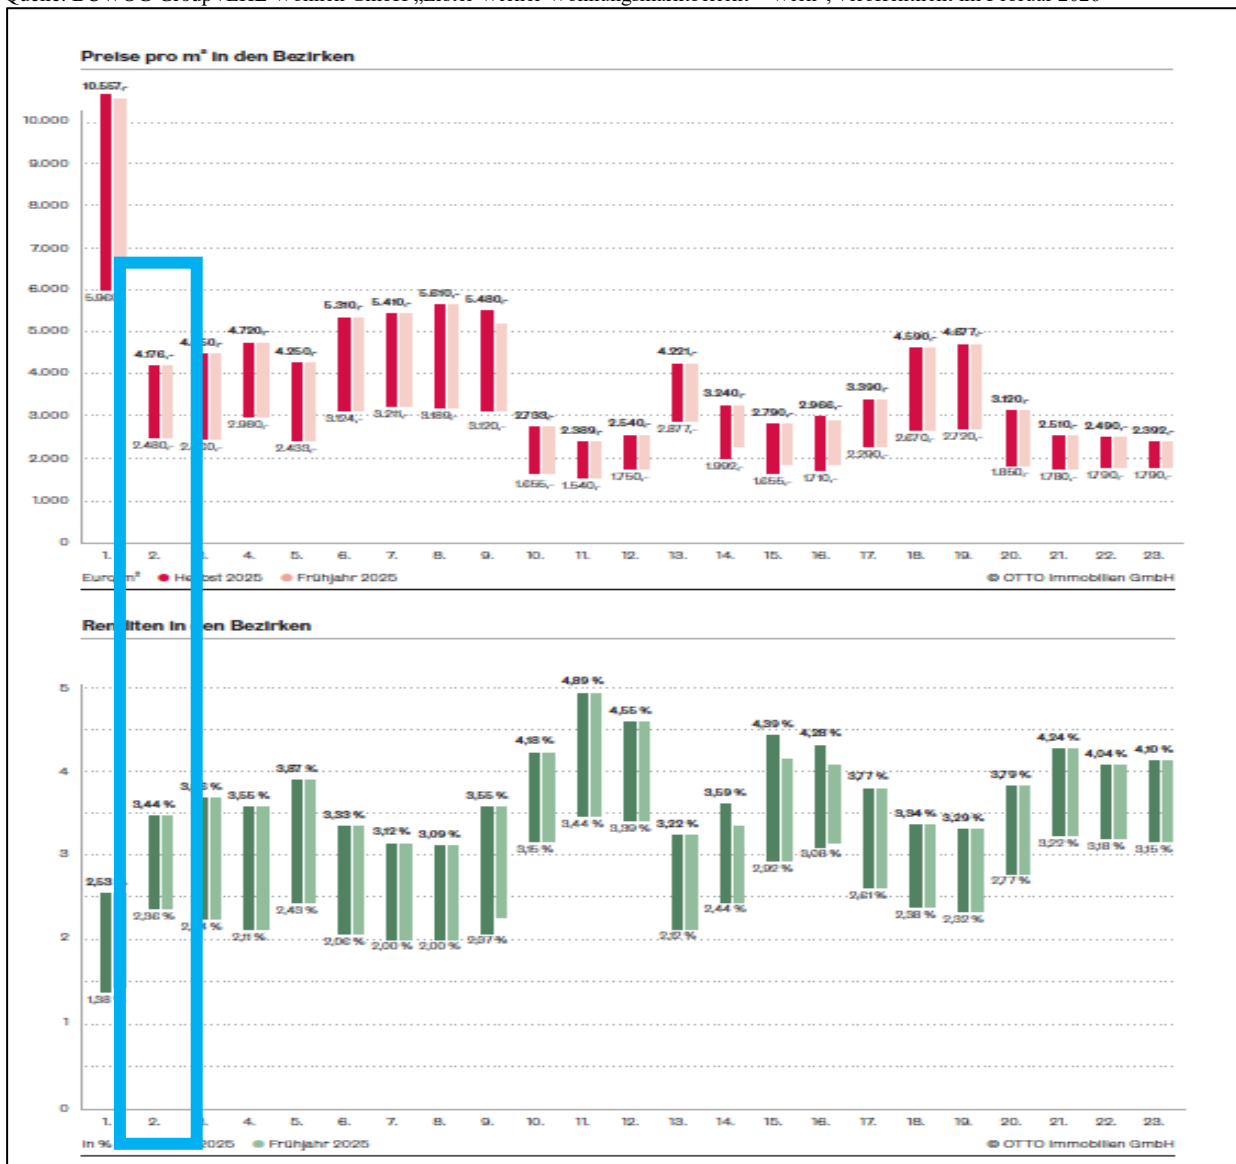 Preise pro m² in den Bezirken
10.557,-
10.000
9.000
8.000
7.000
6.000
5.000
4.000
3.000
2.000
1.000
0
4.176,- 4.720,- 4.250,- 5.310,- 5.410,- 5.610,- 5.480,- 2.733,- 2.389,- 2.540,- 4.221,- 3.240,- 2.790,- 2.966,- 3.390,- 4.590,- 4.677,- 3.120,- 2.510,- 2.490,- 2.392,-
2.480,- 2.980,- 2.433,- 3.124,- 3.211,- 3.189,- 3.120,- 1.655,- 1.540,- 1.750,- 2.877,- 1.992,- 1.655,- 1.710,- 2.290,- 2.670,- 2.720,- 1.850,- 1.780,- 1.790,- 1.790,-
1. 2. 3. 4. 5. 6. 7. 8. 9. 10. 11. 12. 13. 14. 15. 16. 17. 18. 19. 20. 21. 22. 23.
2025 Frühjahr 2025 © OTTO Immobilien GmbH
in den Bezirken
5
4
3
2
1
0
3,44 % 3,55 % 3,87 % 3,33 % 3,12 % 3,09 % 3,55 % 4,18 % 4,89 % 4,55 % 3,22 % 3,59 % 4,39 % 4,28 % 3,77 % 3,34 % 3,29 % 3,79 % 4,24 % 4,04 % 4,10 %
2,36 % 2,11 % 2,43 % 2,06 % 2,00 % 2,00 % 2,07 % 3,15 % 3,44 % 3,39 % 2,12 % 2,44 % 2,92 % 3,08 % 2,61 % 2,38 % 2,32 % 2,77 % 3,22 % 3,18 % 3,15 %
1. 2. 3. 4. 5. 6. 7. 8. 9. 10. 11. 12. 13. 14. 15. 16. 17. 18. 19. 20. 21. 22. 23.
in % 2025 Frühjahr 2025 © OTTO Immobilien GmbH